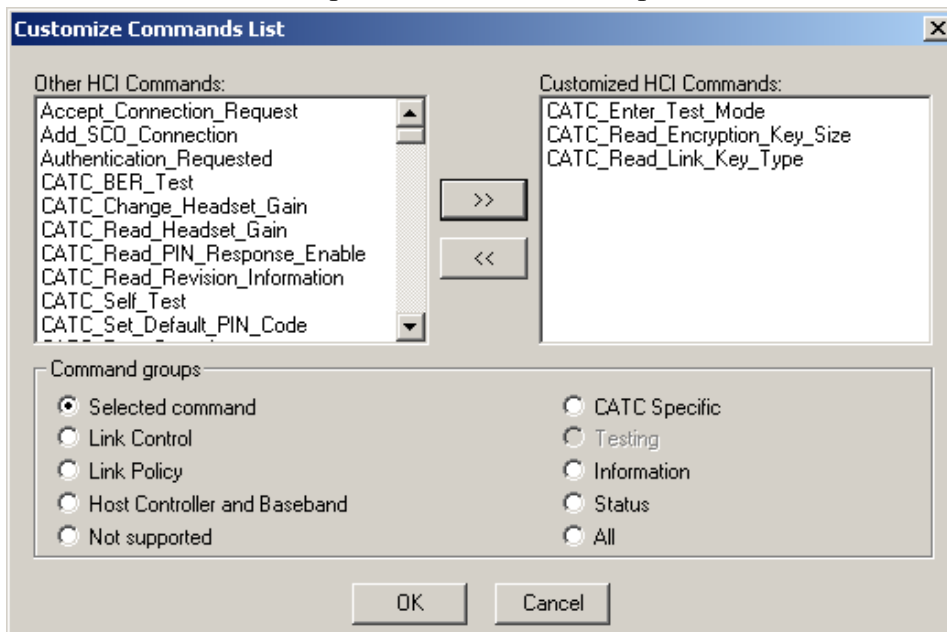 Customize Commands List
Other HCI Commands:
Accept_Connection_Request
Add_SCO_Connection
Authentication_Requested
CATC_BER_Test
CATC_Change_Headset_Gain
CATC_Read_Headset_Gain
CATC_Read_PIN_Response_Enable
CATC_Read_Revision_Information
CATC_Self_Test
CATC_Set_Default_PIN_Code
>>
<<
Customized HCI Commands:
CATC_Enter_Test_Mode
CATC_Read_Encryption_Key_Size
CATC_Read_Link_Key_Type
Command groups
Selected command
Link Control
Link Policy
Host Controller and Baseband
Not supported
CATC Specific
Testing
Information
Status
All
OK
Cancel